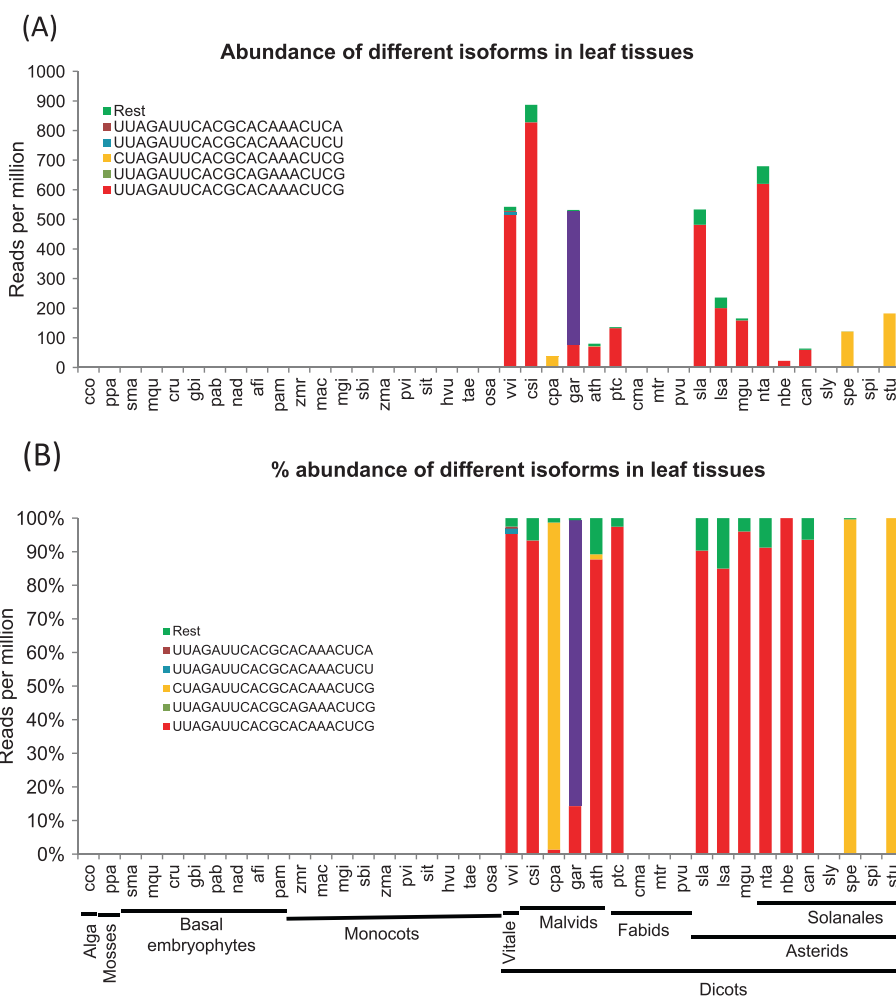 (A)
Abundance of different isoforms in leaf tissues
Reads per million
1000
900
800
700
600
500
400
300
200
100
0
Rest
UUAGAUUCACGCACAAACUCA
UUAGAUUCACGCACAAACUCU
CUAGAUUCACGCACAAACUCG
UUAGAUUCACGCAGAAACUCG
UUAGAUUCACGCACAAACUCG
cco ppa sma mqu cru gbi pab nad afi pam zmr mac mgi sbi zma pvi sit hvu tae osa vvi csi cpa gar ath ptc cma mtr pvu sla lsa mgu nta nbe can sly spe spi stu
(B)
% abundance of different isoforms in leaf tissues
Reads per million
100%
90%
80%
70%
60%
50%
40%
30%
20%
10%
0%
Rest
UUAGAUUCACGCACAAACUCA
UUAGAUUCACGCACAAACUCU
CUAGAUUCACGCACAAACUCG
UUAGAUUCACGCAGAAACUCG
UUAGAUUCACGCACAAACUCG
cco ppa sma mqu cru gbi pab nad afi pam zmr mac mgi sbi zma pvi sit hvu tae osa vvi csi cpa gar ath ptc cma mtr pvu sla lsa mgu nta nbe can sly spe spi stu
Alga
Mosses
Basal
embryophytes
Monocots
Vitale
Malvids
Fabids
Solanales
Asterids
Dicots